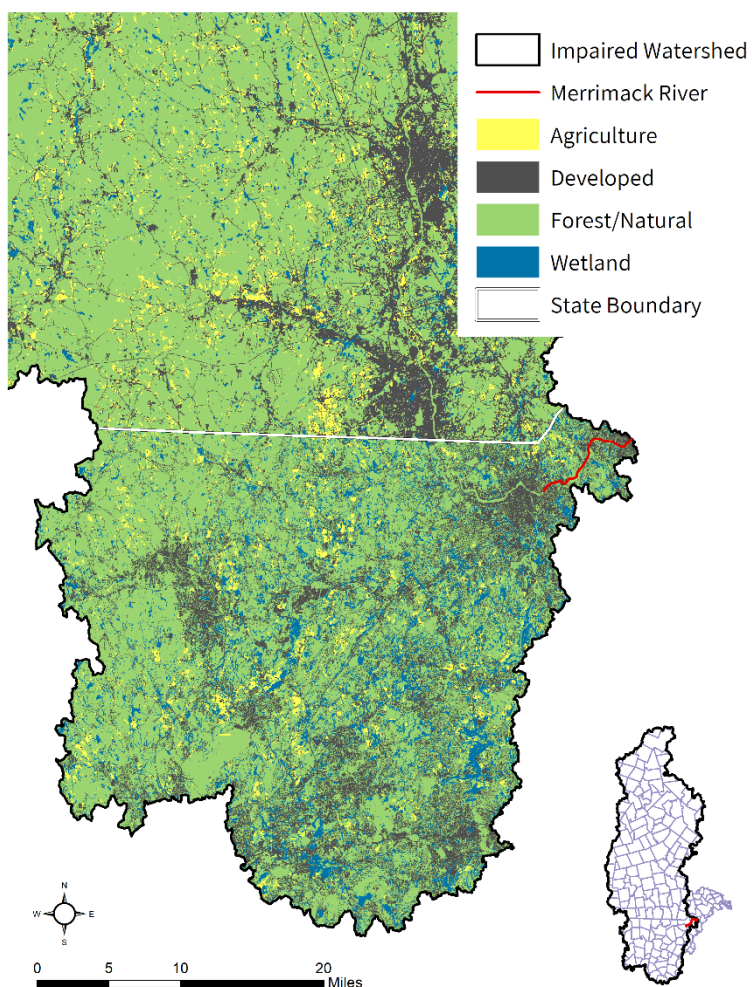 Impaired Watershed
Merrimack River
Agriculture
Developed
Forest/Natural
Wetland
State Boundary
N
W E
S
0 5 10 20
Miles